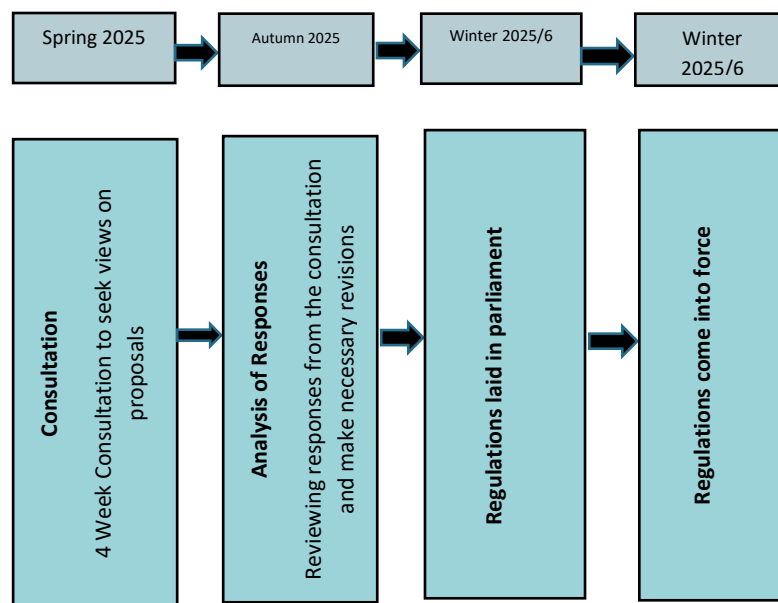 Spring 2025
Autumn 2025
Winter 2025/6
Winter
2025/6
Consultation
4 Week Consultation to seek views on
proposals
Analysis of Responses
Reviewing responses from the consultation
and make necessary revisions
Regulations laid in parliament
Regulations come into force